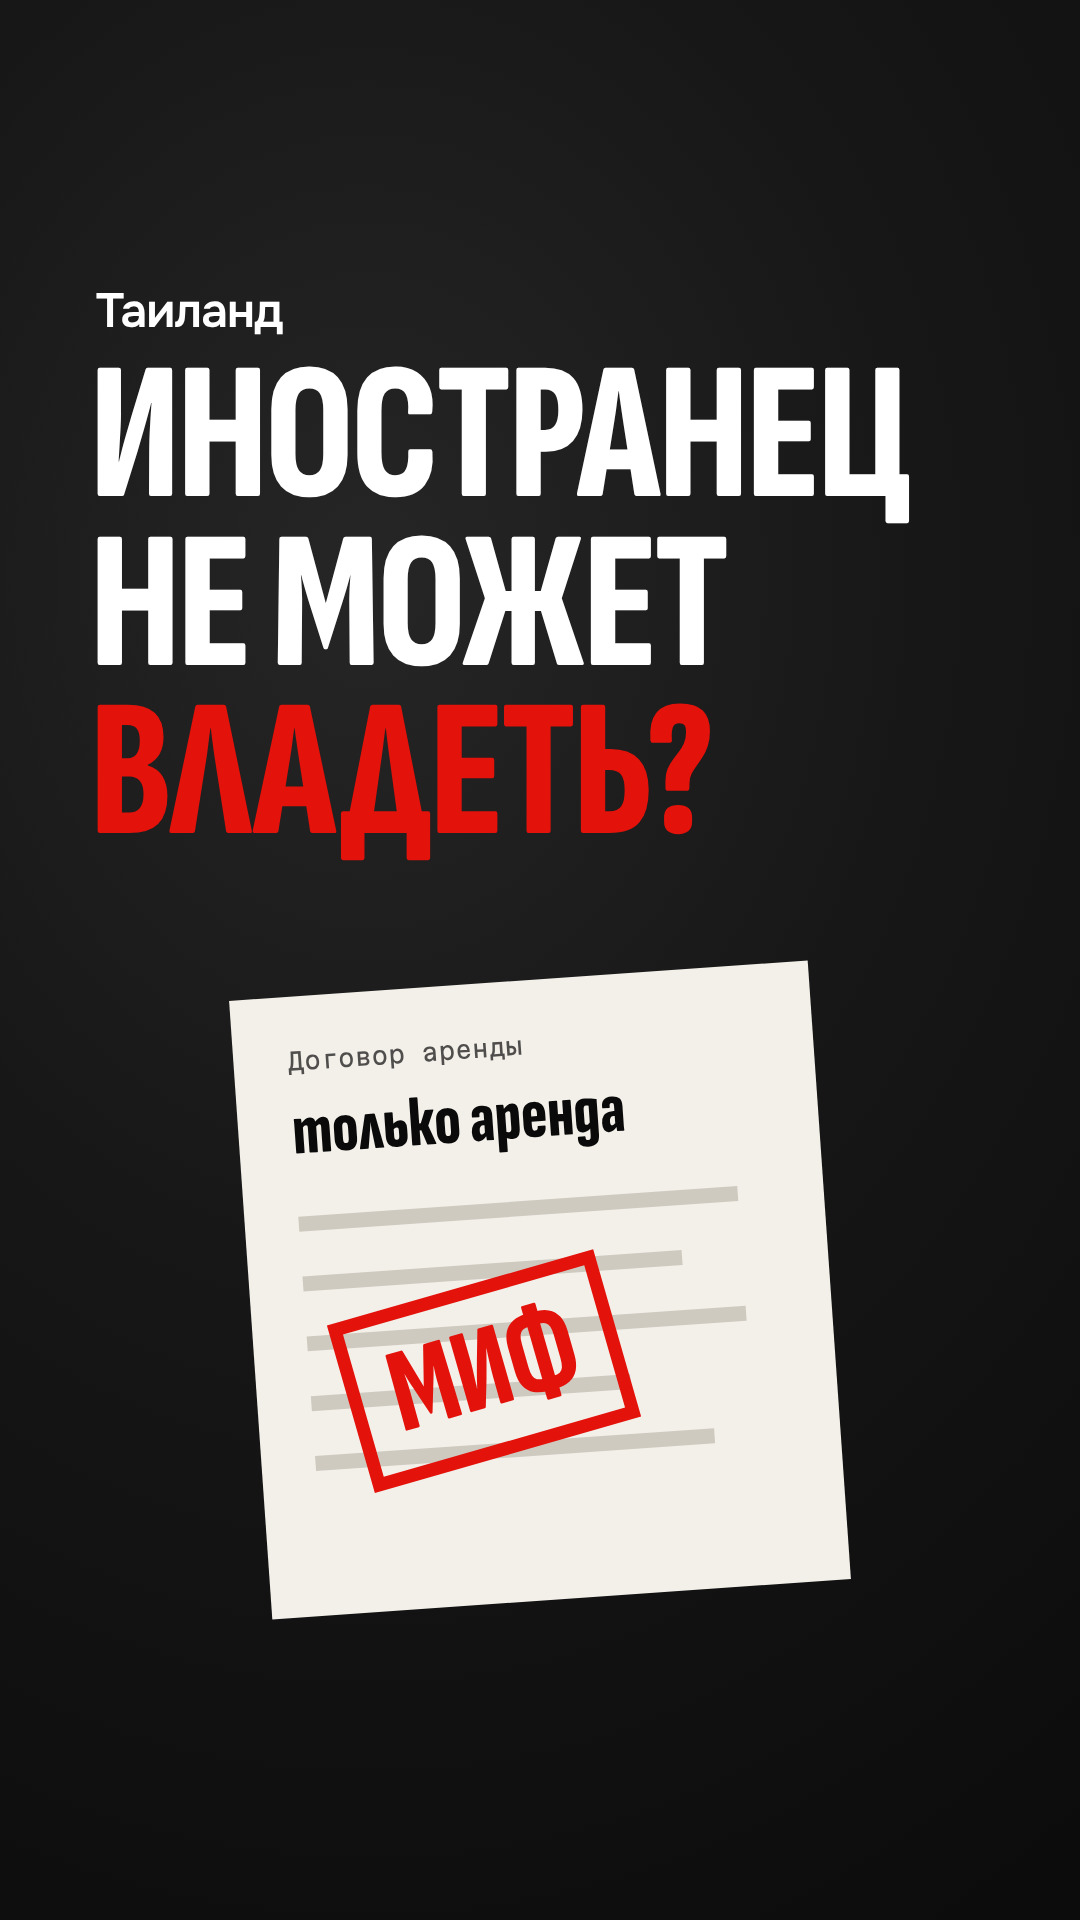 Таиланд
ИНОСТРАНЕЦ
НЕ МОЖЕТ
ВЛАДЕТЬ?
Договор аренды
только аренда
МИФ